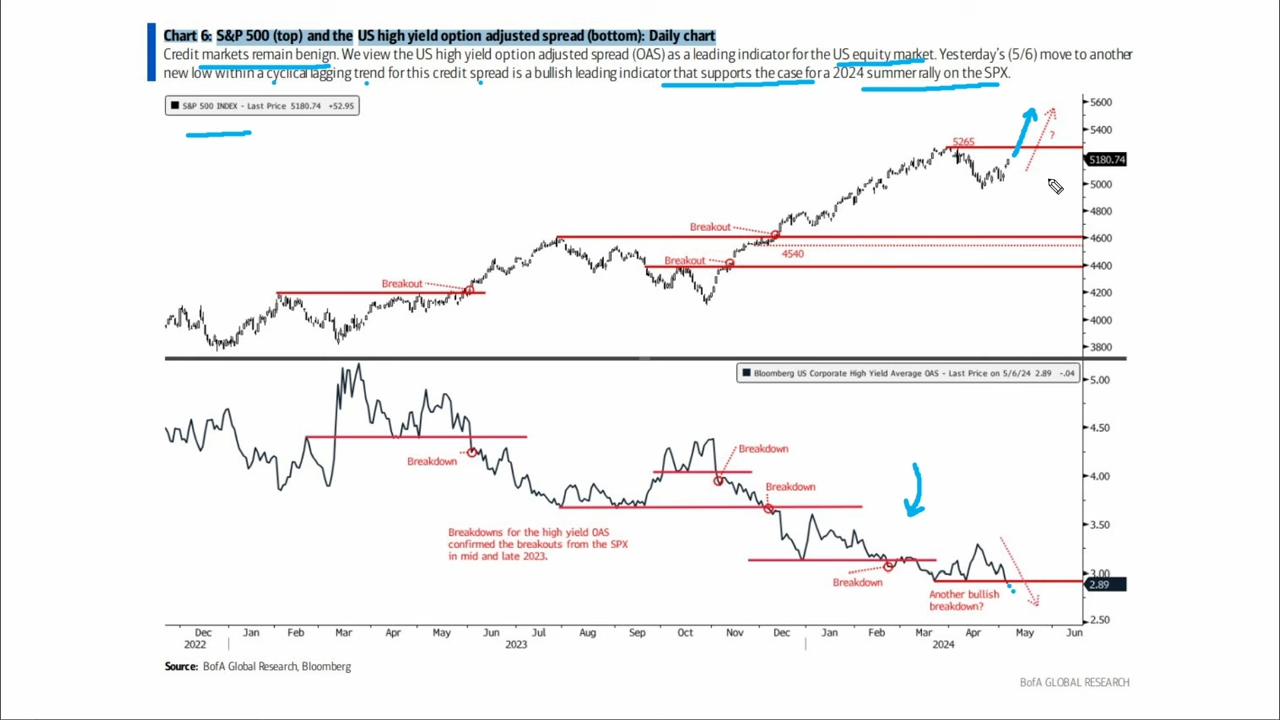 Chart 6: S&P 500 (top) and the US high yield option adjusted spread (bottom): Daily chart
Credit markets remain benign. We view the US high yield option adjusted spread (OAS) as a leading indicator for the US equity market. Yesterday's (5/6) move to another
new low within a cyclical lagging trend for this credit spread is a bullish leading indicator that supports the case for a 2024 summer rally on the SPX.
S&P 500 INDEX - Last Price 5180.74 +52.95
5600
5400
5265
?
5180.74
5000
4800
Breakout
4600
4540
Breakout
4400
Breakout
4200
4000
3800
Bloomberg US Corporate High Yield Average OAS - Last Price on 5/6/24 2.89 -.04
5.00
4.50
Breakdown
Breakdown
4.00
Breakdown
3.50
Breakdowns for the high yield OAS
confirmed the breakouts from the SPX
in mid and late 2023.
3.00
Breakdown
2.89
Another bullish
breakdown?
2.50
Dec Jan Feb Mar Apr May Jun Jul Aug Sep Oct Nov Dec Jan Feb Mar Apr May Jun
2022 2023 2024
Source: BofA Global Research, Bloomberg
BofA GLOBAL RESEARCH